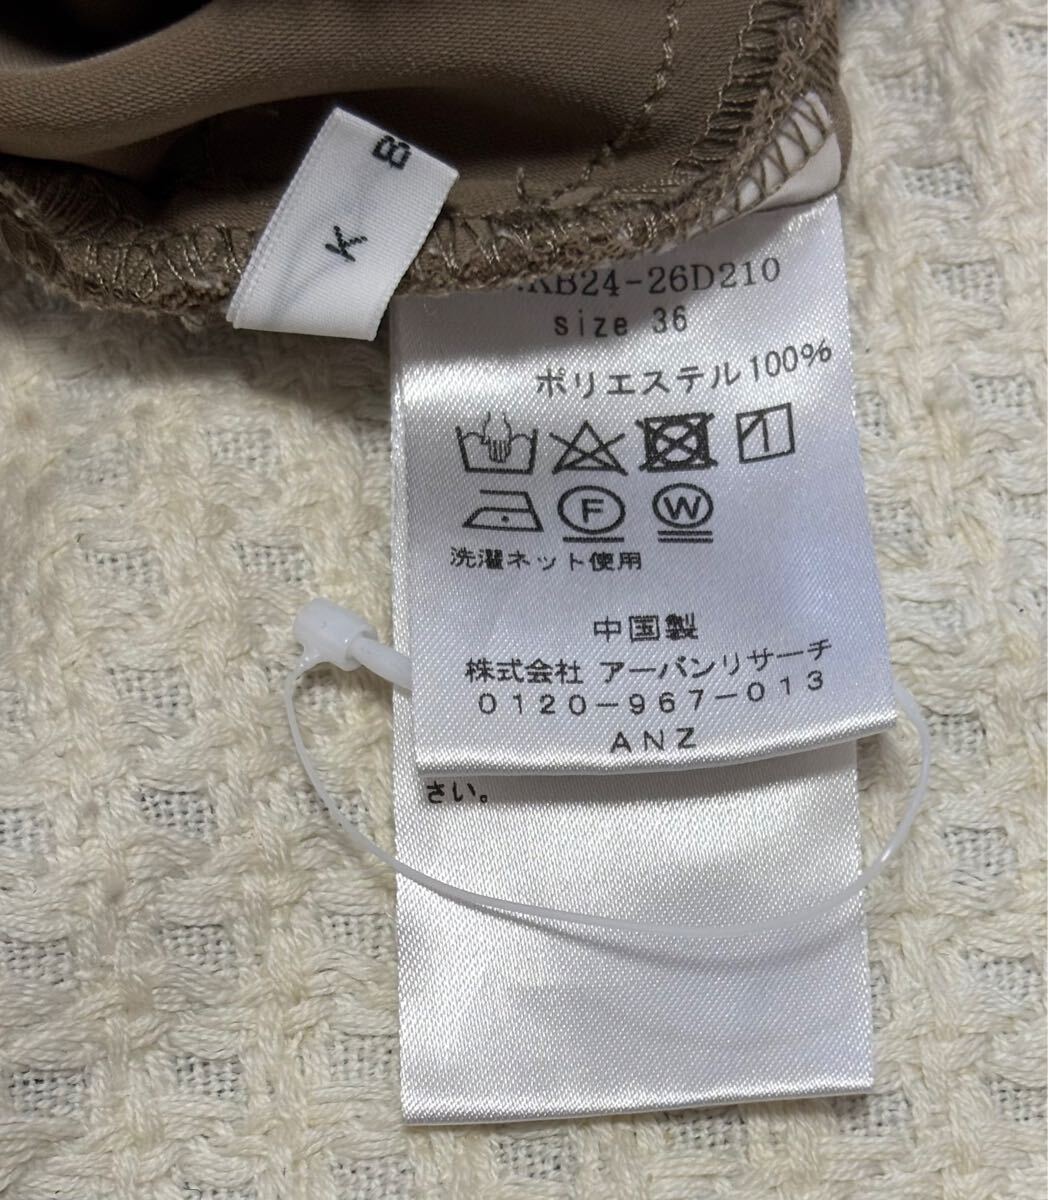 8
K
KB24-26D210
size 36
ポリエステル100%
F W
洗濯ネット使用
中国製
株式会社 アーバンリサーチ
0120-967-013
ANZ
さい。